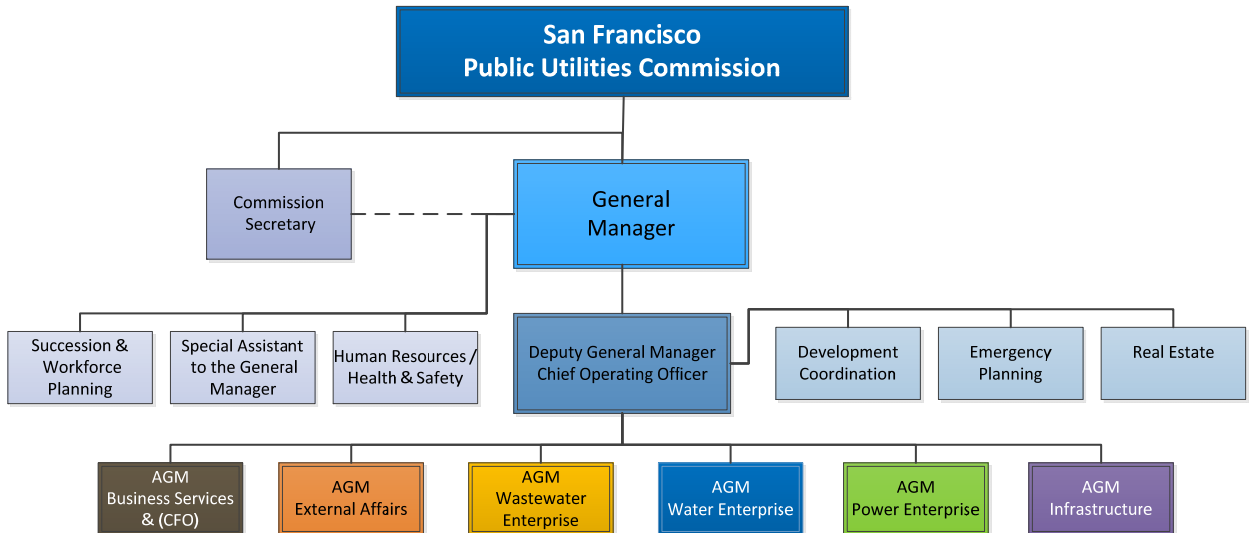 San Francisco
Public Utilities Commission
Commission
Secretary
General
Manager
Succession &
Workforce
Planning
Special Assistant
to the General
Manager
Human Resources /
Health & Safety
Deputy General Manager
Chief Operating Officer
Development
Coordination
Emergency
Planning
Real Estate
AGM
Business Services
& (CFO)
AGM
External Affairs
AGM
Wastewater
Enterprise
AGM
Water Enterprise
AGM
Power Enterprise
AGM
Infrastructure